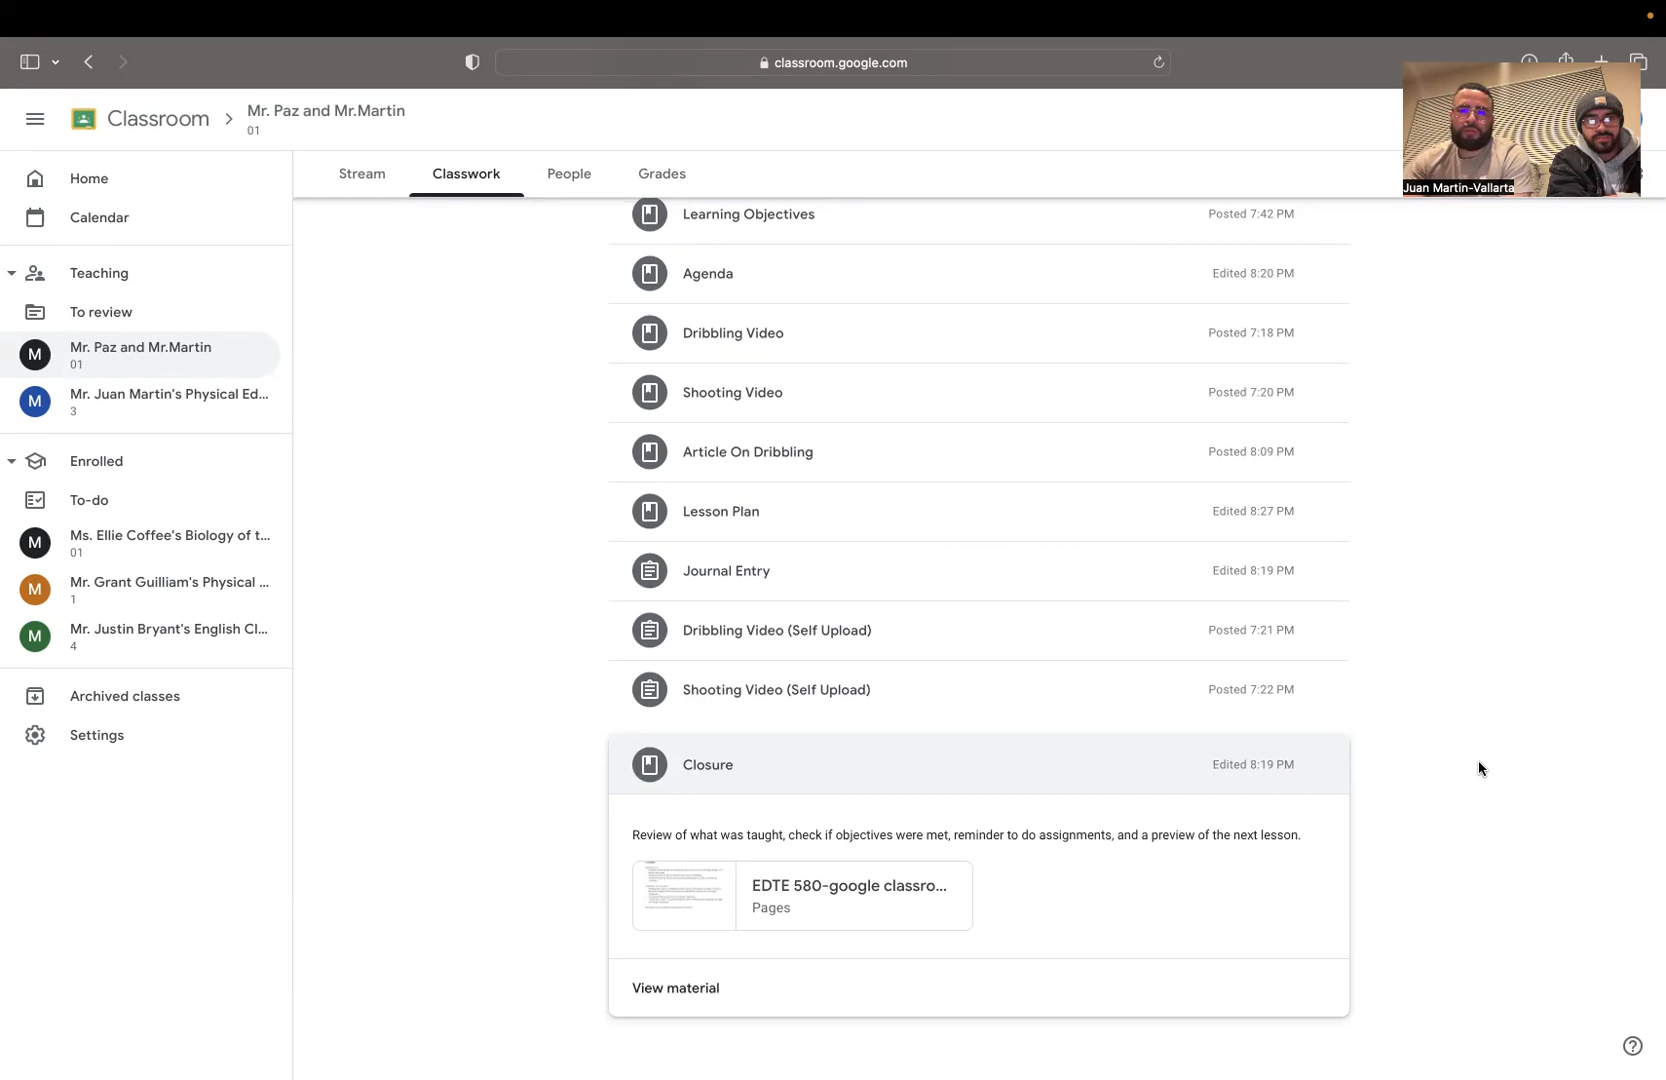 classroom.google.com
Classroom
Mr. Paz and Mr.Martin
01
Juan Martin-Vallarta
Home
Calendar
Teaching
To review
M
Mr. Paz and Mr.Martin
01
M
Mr. Juan Martin's Physical Ed...
3
Enrolled
To-do
M
Ms. Ellie Coffee's Biology of t...
01
M
Mr. Grant Guilliam's Physical ...
1
M
Mr. Justin Bryant's English Cl...
4
Archived classes
Settings
Stream
Classwork
People
Grades
Learning Objectives
Posted 7:42 PM
Agenda
Edited 8:20 PM
Dribbling Video
Posted 7:18 PM
Shooting Video
Posted 7:20 PM
Article On Dribbling
Posted 8:09 PM
Lesson Plan
Edited 8:27 PM
Journal Entry
Edited 8:19 PM
Dribbling Video (Self Upload)
Posted 7:21 PM
Shooting Video (Self Upload)
Posted 7:22 PM
Closure
Edited 8:19 PM
Review of what was taught, check if objectives were met, reminder to do assignments, and a preview of the next lesson.
EDTE 580-google classro...
Pages
View material